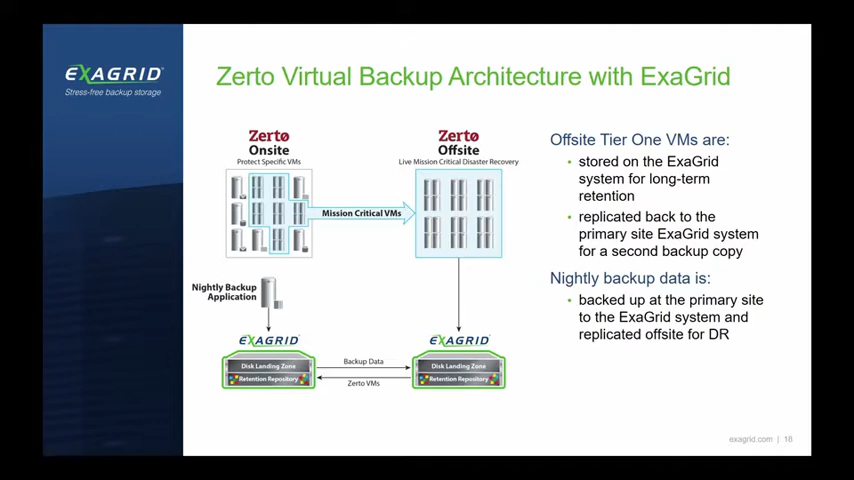 EXAGRID
Stress-free backup storage
Zerto Virtual Backup Architecture with ExaGrid
Zerto
Onsite
Protect Specific VMs
Zerto
Offsite
Live Mission Critical Disaster Recovery
Mission Critical VMs
Nightly Backup
Application
EXAGRID
Disk Landing Zone
Retention Repository
Backup Data
Zerto VMs
EXAGRID
Disk Landing Zone
Retention Repository
Offsite Tier One VMs are:
• stored on the ExaGrid
system for long-term
retention
• replicated back to the
primary site ExaGrid system
for a second backup copy
Nightly backup data is:
• backed up at the primary site
to the ExaGrid system and
replicated offsite for DR
exagrid.com | 18